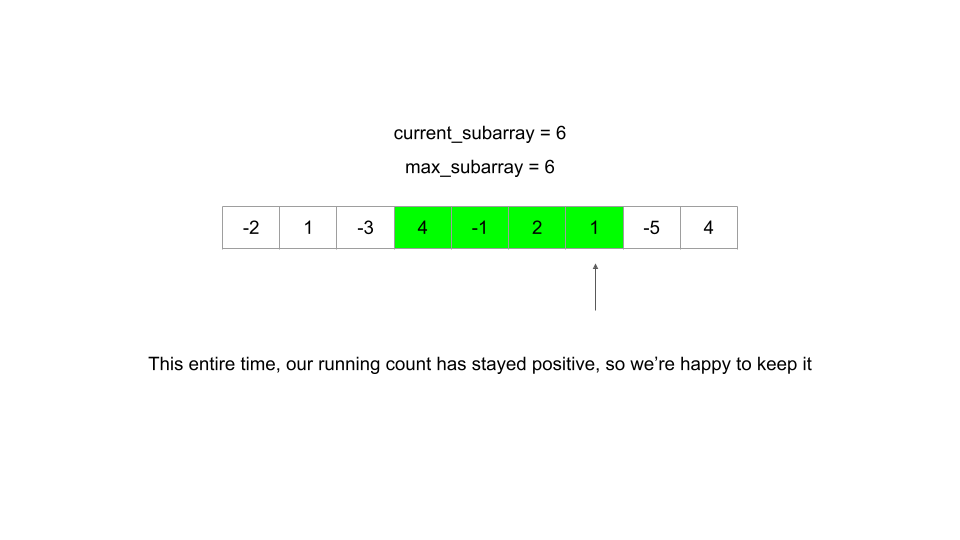 current_subarray = 6
max_subarray = 6
-2 1 -3 4 -1 2 1 -5 4
This entire time, our running count has stayed positive, so we’re happy to keep it